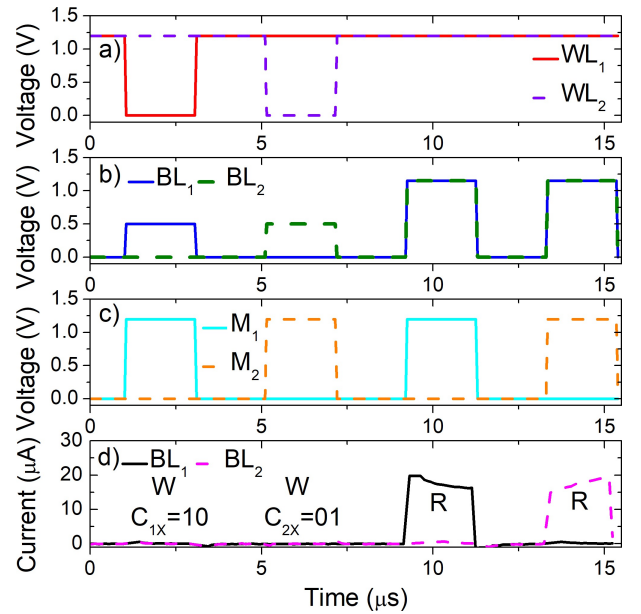 1.5
1.0
0.5
0.0
Voltage (V)
a)
WL₁
WL₂
0 5 10 15
1.5
1.0
0.5
0.0
Voltage (V)
b) BL₁ BL₂
0 5 10 15
1.5
1.0
0.5
0.0
Voltage (V)
c) M₁
M₂
0 5 10 15
30
20
10
0
Current (μA)
d) BL₁ BL₂
W W
R R
C₁ₓ=10 C₂ₓ=01
0 5 10 15
Time (μs)